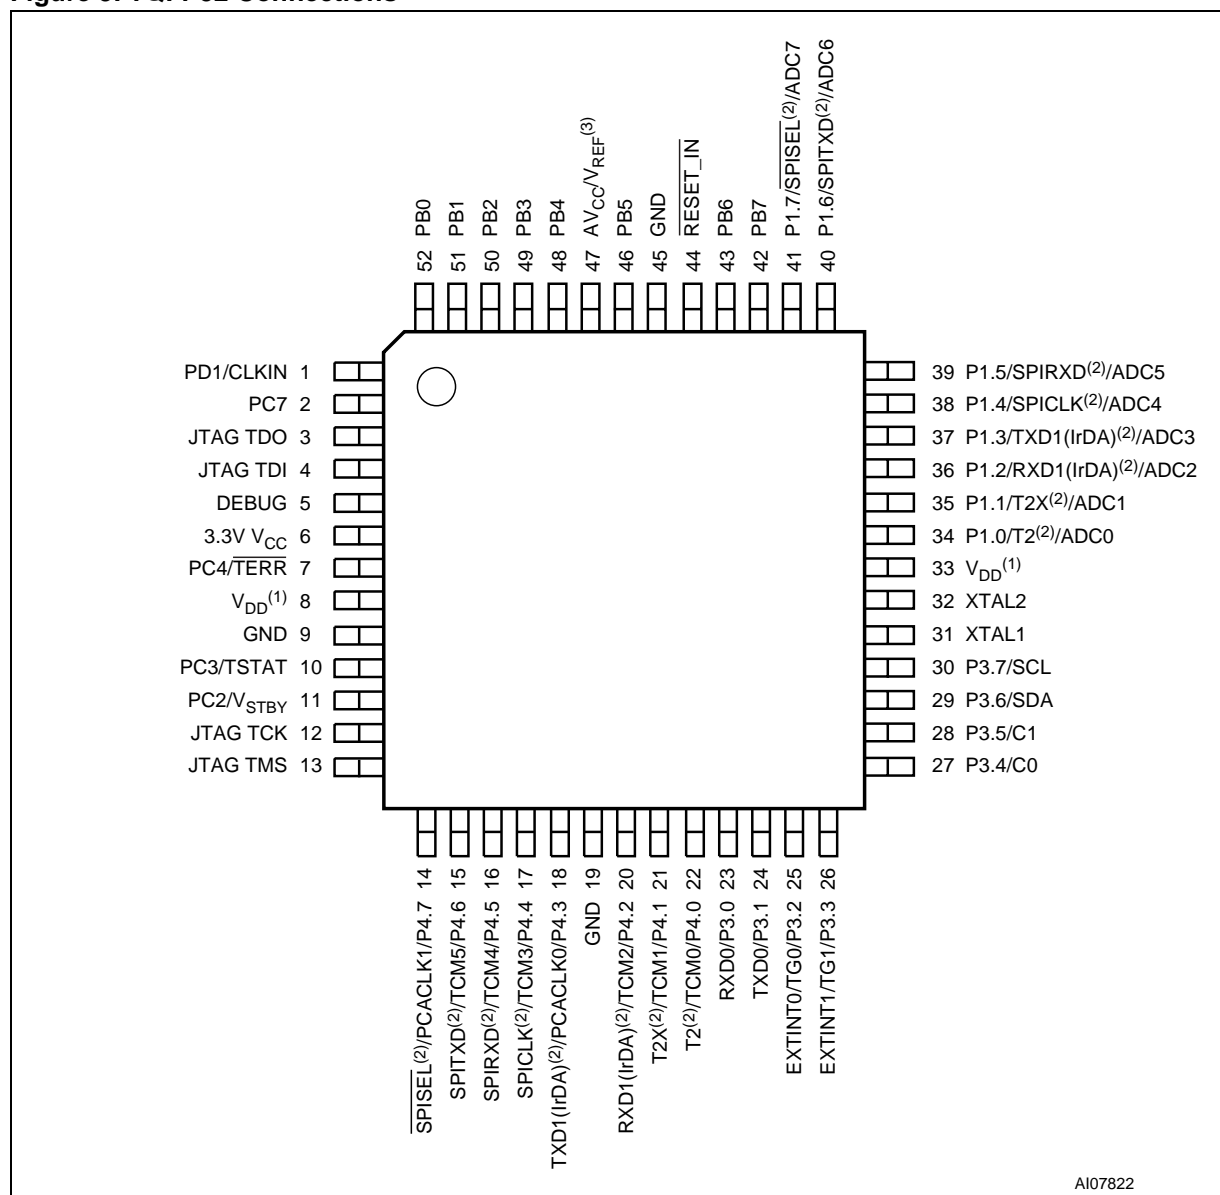 52 PB0
51 PB1
50 PB2
49 PB3
48 PB4
47 AVCC/VREF(3)
46 PB5
45 GND
44 RESET_IN
43 PB6
42 PB7
41 P1.7/SPISEL(2)/ADC7
40 P1.6/SPITXD(2)/ADC6
PD1/CLKIN 1
PC7 2
JTAG TDO 3
JTAG TDI 4
DEBUG 5
3.3V VCC 6
PC4/TERR 7
VDD(1) 8
GND 9
PC3/TSTAT 10
PC2/VSTBY 11
JTAG TCK 12
JTAG TMS 13
39 P1.5/SPIRXD(2)/ADC5
38 P1.4/SPICLK(2)/ADC4
37 P1.3/TXD1(IrDA)(2)/ADC3
36 P1.2/RXD1(IrDA)(2)/ADC2
35 P1.1/T2X(2)/ADC1
34 P1.0/T2(2)/ADC0
33 VDD(1)
32 XTAL2
31 XTAL1
30 P3.7/SCL
29 P3.6/SDA
28 P3.5/C1
27 P3.4/C0
SPISEL(2)/PCACLK1/P4.7 14
SPITXD(2)/TCM5/P4.6 15
SPIRXD(2)/TCM4/P4.5 16
SPICLK(2)/TCM3/P4.4 17
TXD1(IrDA)(2)/PCACLK0/P4.3 18
GND 19
RXD1(IrDA)(2)/TCM2/P4.2 20
T2X(2)/TCM1/P4.1 21
T2(2)/TCM0/P4.0 22
RXD0/P3.0 23
TXD0/P3.1 24
EXTINT0/TG0/P3.2 25
EXTINT1/TG1/P3.3 26
AI07822